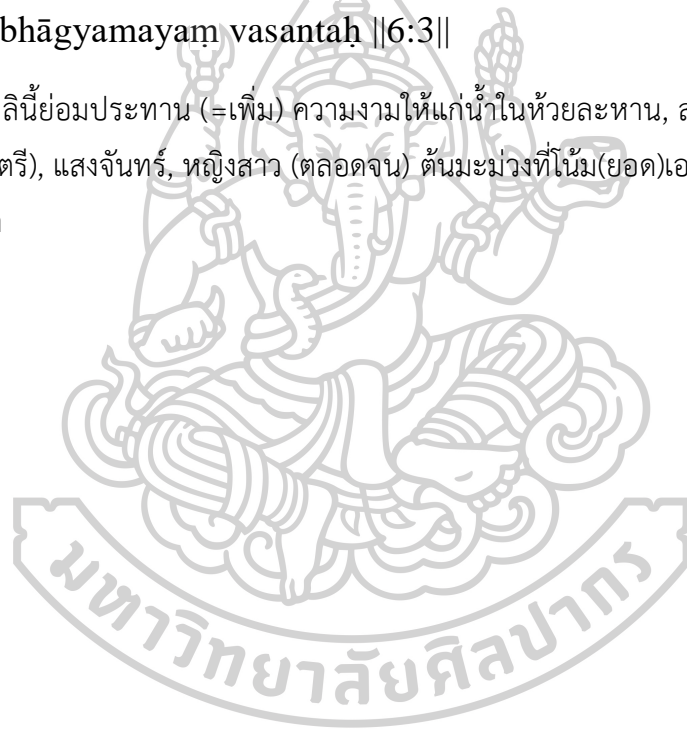 bhāgyamayaṃ vasantaḥ ||6:3||
ลินี้ย่อมประทาน (=เพิ่ม) ความงามให้แก่น้ำในห้วยละหาน,
ตรี), แสงจันทร์, หญิงสาว (ตลอดจน) ต้นมะม่วงที่โน้ม(ยอด)เอ
มหาวิทยาลัยศิลปากร